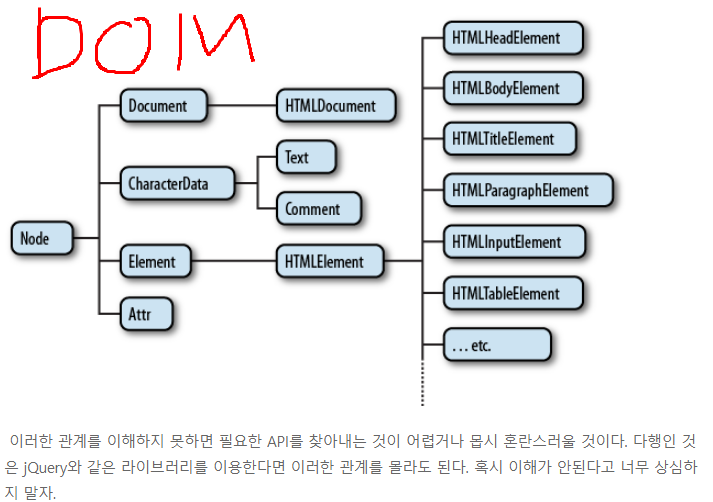 DOM
HTMLHeadElement
HTMLBodyElement
Document
HTMLDocument
HTMLTitleElement
Text
CharacterData
HTMLParagraphElement
Comment
Node
HTMLInputElement
Element
HTMLElement
HTMLTableElement
Attr
... etc.
이러한 관계를 이해하지 못하면 필요한 API를 찾아내는 것이 어렵거나 몹시 혼란스러울 것이다. 다행인 것
은 jQuery와 같은 라이브러리를 이용한다면 이러한 관계를 몰라도 된다. 혹시 이해가 안된다고 너무 상심하
지 말자.